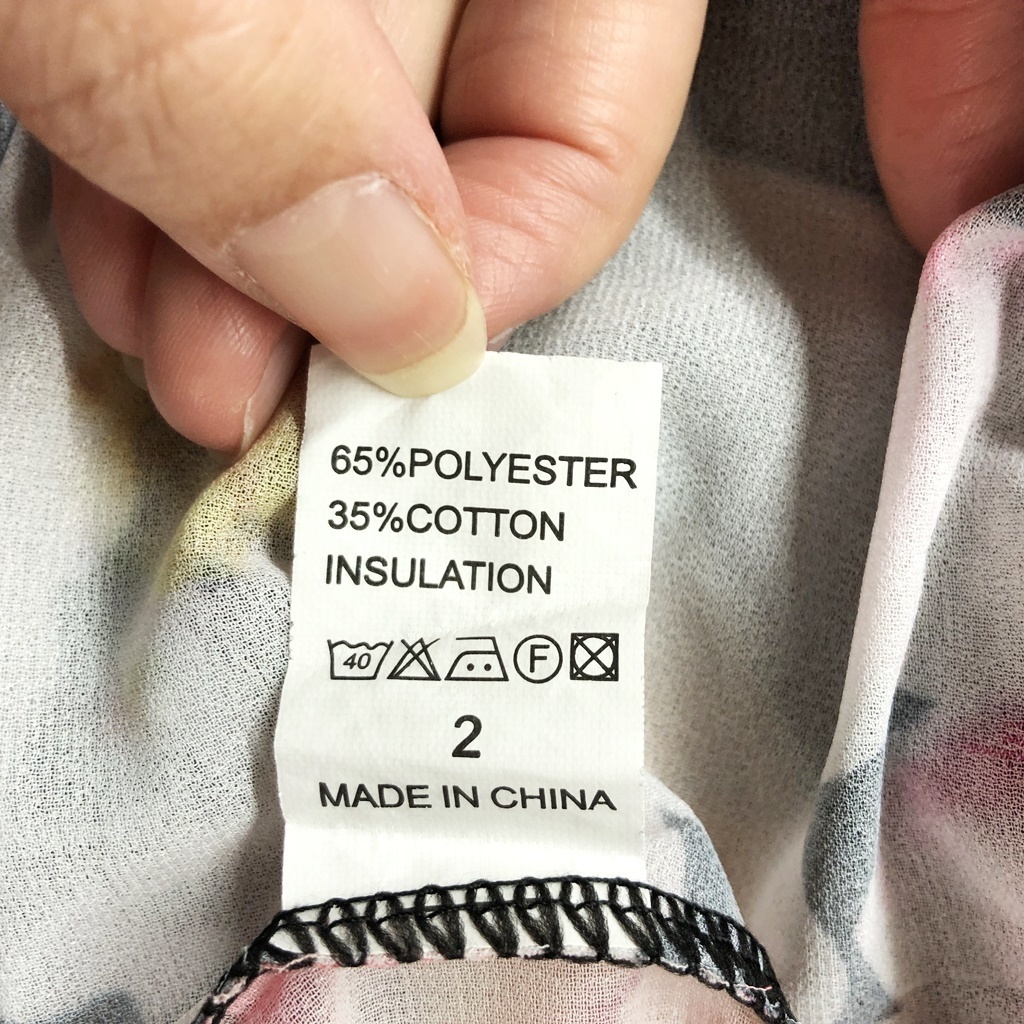 65%POLYESTER
35%COTTON
INSULATION
40 F
2
MADE IN CHINA